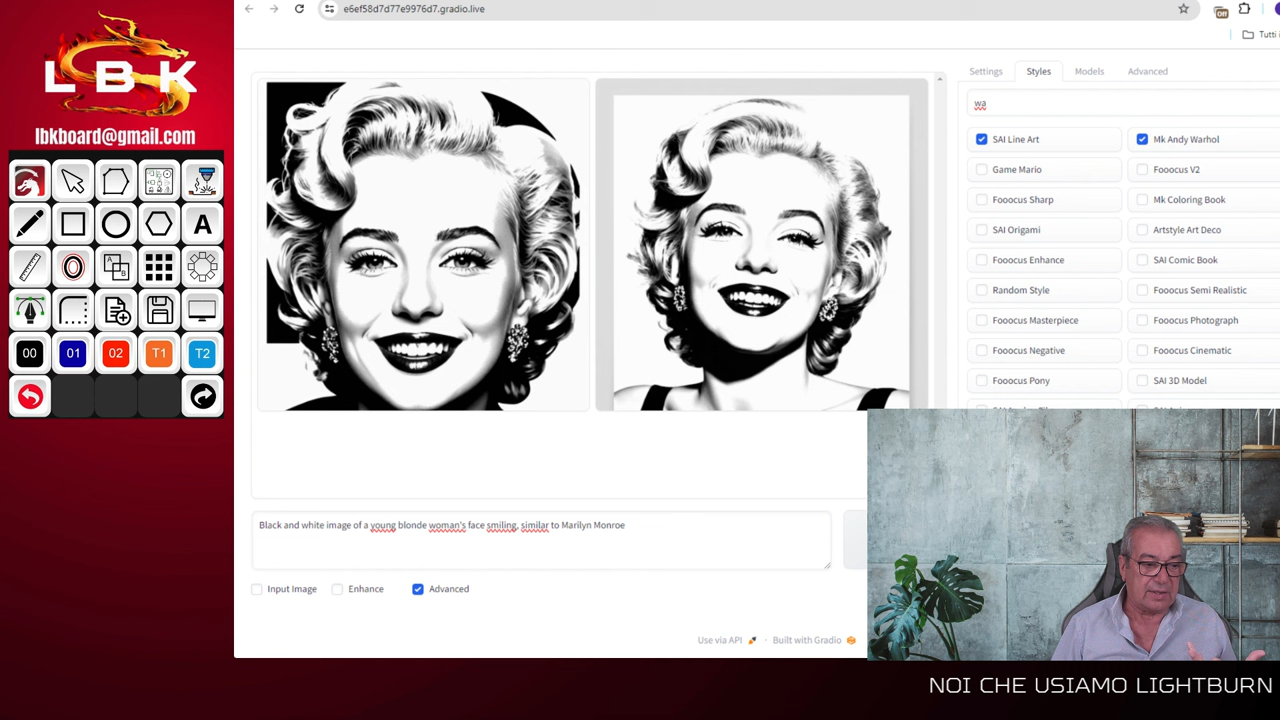 LBK
lbkboard@gmail.com
A
A
B
00
01
02
T1
T2
e6ef58d7d77e9976d7.gradio.live
Off
Tutti i
Settings
Styles
Models
Advanced
wa
SAI Line Art
Mk Andy Warhol
Game Mario
Fooocus V2
Fooocus Sharp
Mk Coloring Book
SAI Origami
Artstyle Art Deco
Fooocus Enhance
SAI Comic Book
Random Style
Fooocus Semi Realistic
Fooocus Masterpiece
Fooocus Photograph
Fooocus Negative
Fooocus Cinematic
Fooocus Pony
SAI 3D Model
Black and white image of a young blonde woman's face smiling, similar to Marilyn Monroe
Input Image
Enhance
Advanced
Use via API
·
Built with Gradio
NOI CHE USIAMO LIGHTBURN